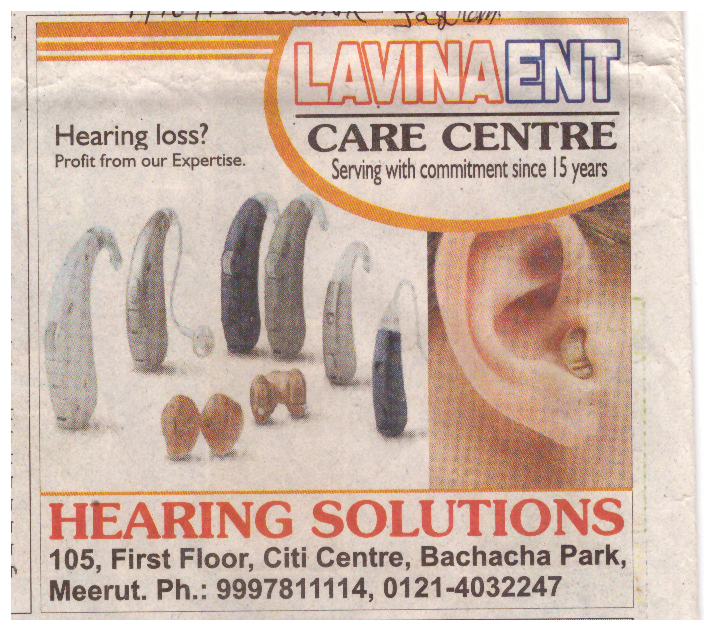 LAVINA ENT
CARE CENTRE
Serving with commitment since 15 years
Hearing loss?
Profit from our Expertise.
HEARING SOLUTIONS
105, First Floor, Citi Centre, Bachacha Park,
Meerut. Ph.: 9997811114, 0121-4032247